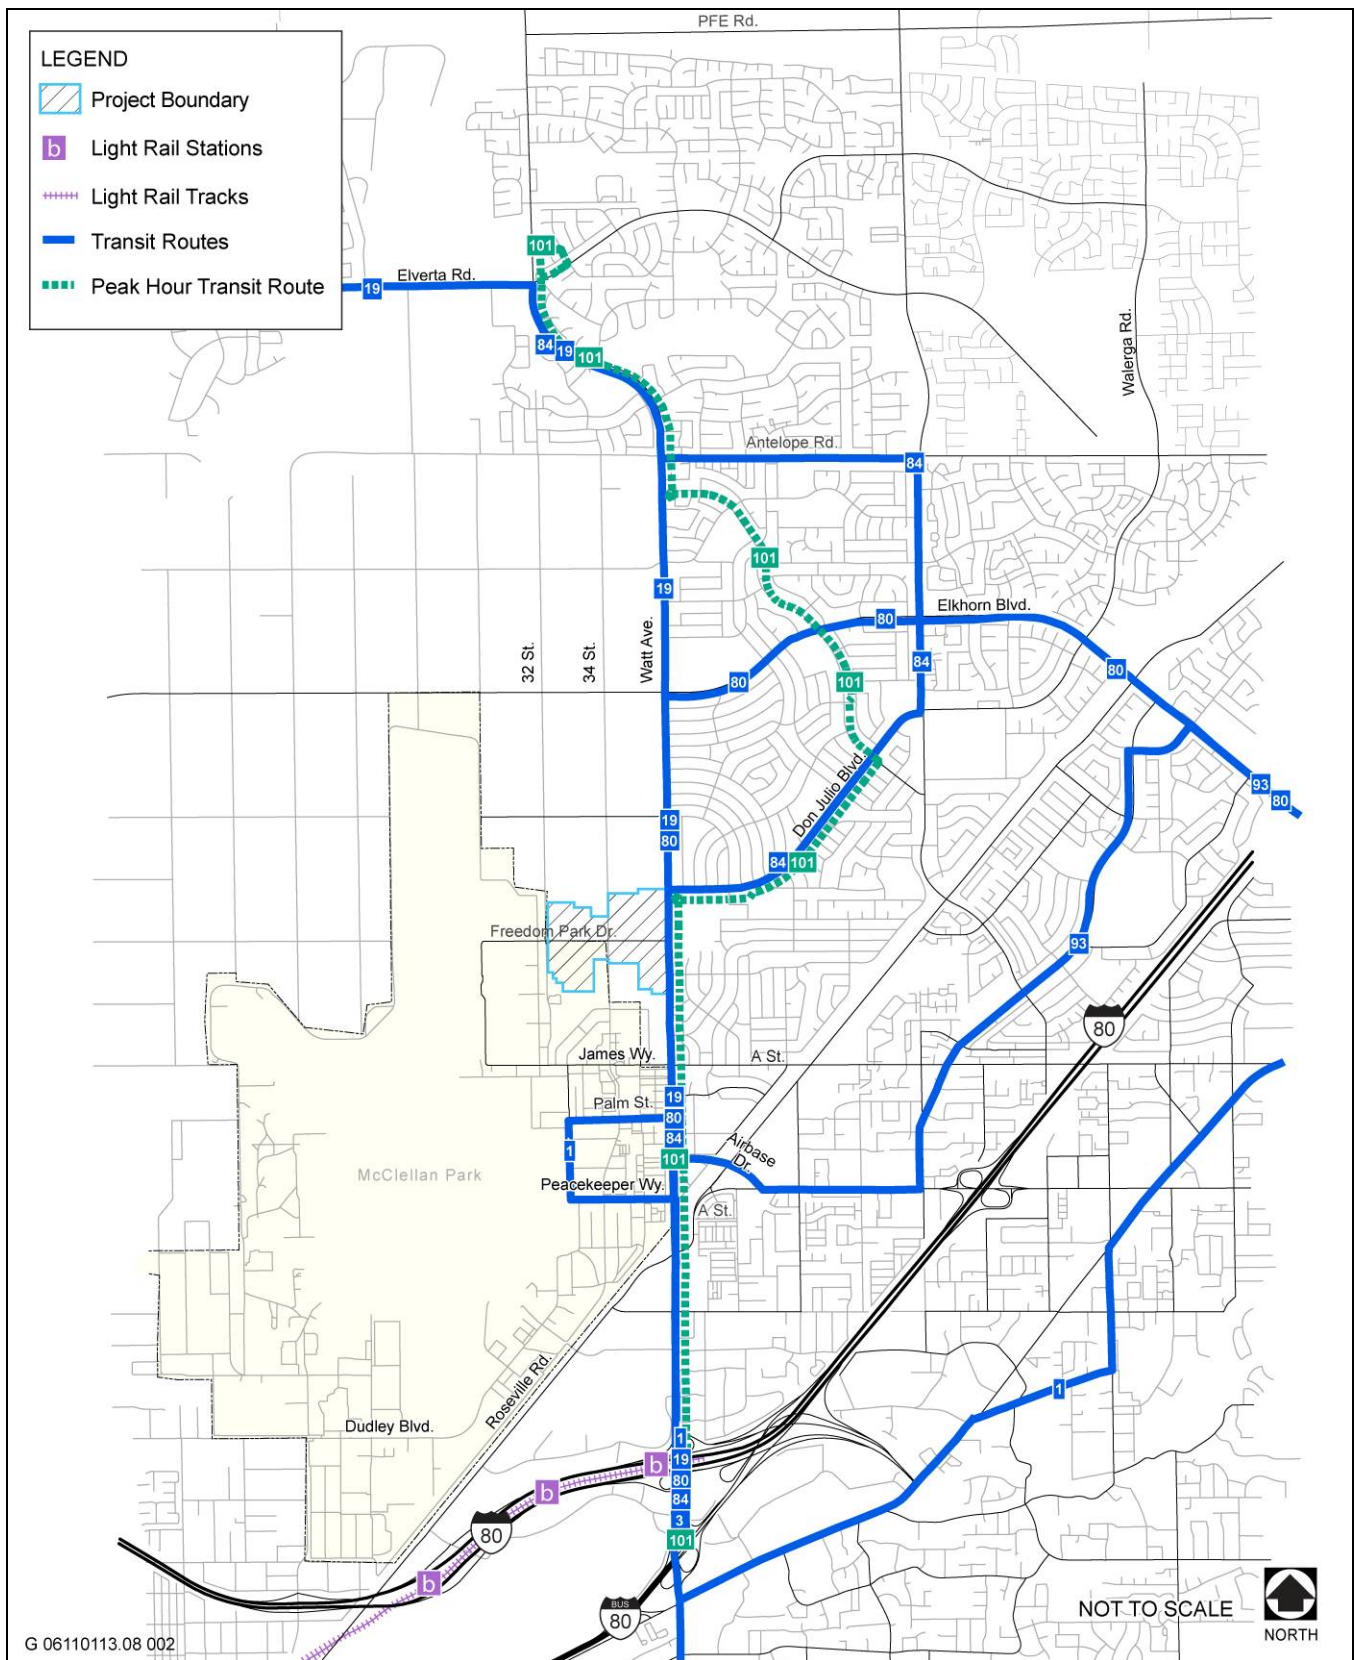 PFE Rd.
LEGEND
Project Boundary
b Light Rail Stations
Light Rail Tracks
Transit Routes
Peak Hour Transit Route
101
19
Elverta Rd.
84
19
101
Walerga Rd.
Antelope Rd.
84
101
19
Elkhorn Blvd.
80
32 St.
34 St.
Watt Ave.
84
80
80
101
93
80
Don Julio Blvd.
19
80
84
101
Freedom Park Dr.
93
80
James Wy.
A St.
19
Palm St.
80
84
1
Airbase
Dr.
101
McClellan Park
Peacekeeper Wy.
A St.
Roseville Rd.
1
Dudley Blvd.
1
19
b
80
b
84
3
80
101
b
BUS
80
NOT TO SCALE
NORTH
G 06110113.08 002